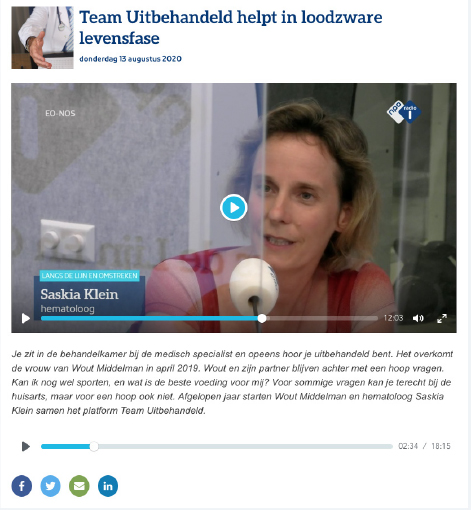 Team Uitbehandeld helpt in loodzware
levensfase
donderdag 13 augustus 2020
EO-NOS
npo radio
1
LANGS DE LIJN EN OMSTREKEN
Saskia Klein
hematoloog
12:03
Je zit in de behandelkamer bij de medisch specialist en opeens hoor je uitbehandeld bent. Het overkomt
de vrouw van Wout Middelman in april 2019. Wout en zijn partner blijven achter met een hoop vragen.
Kan ik nog wel sporten, en wat is de beste voeding voor mij? Voor sommige vragen kan je terecht bij de
huisarts, maar voor een hoop ook niet. Afgelopen jaar starten Wout Middelman en hematoloog Saskia
Klein samen het platform Team Uitbehandeld.
02:34 / 18:15